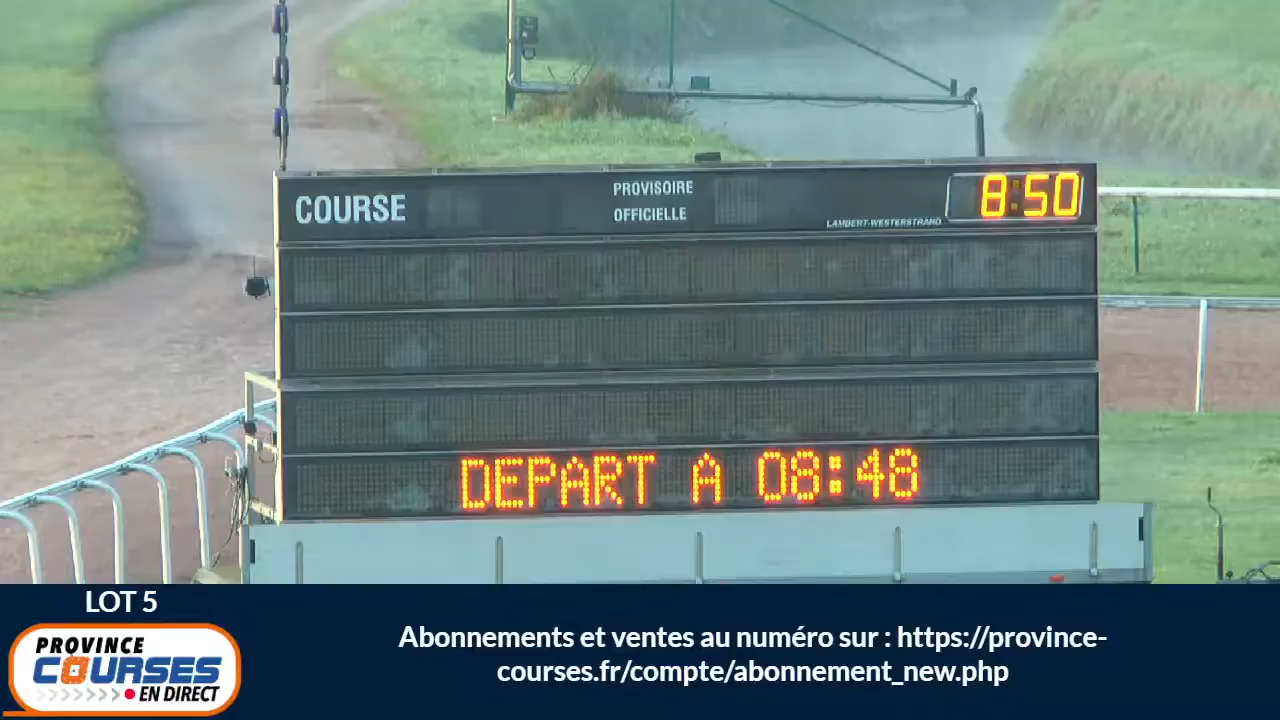 COURSE
PROVISOIRE
OFFICIELLE
LAMBERT-WESTERSTRAND
8:50
DEPART A 08:48
LOT 5
PROVINCE
COURSES
EN DIRECT
Abonnements et ventes au numéro sur : https://province-
courses.fr/compte/abonnement_new.php